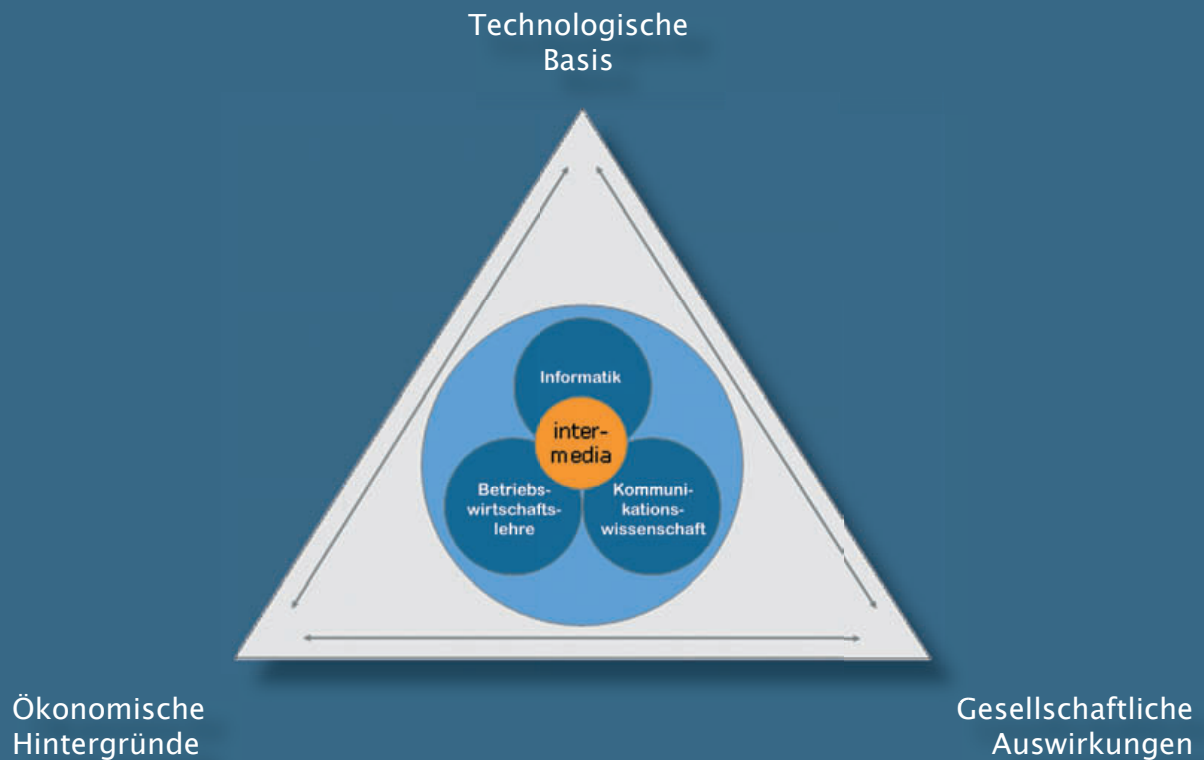 Technologische
Basis
Informatik
inter-
media
Betriebs-
wirtschafts-
lehre
Kommuni-
kations-
wissenschaft
Ökonomische
Hintergründe
Gesellschaftliche
Auswirkungen